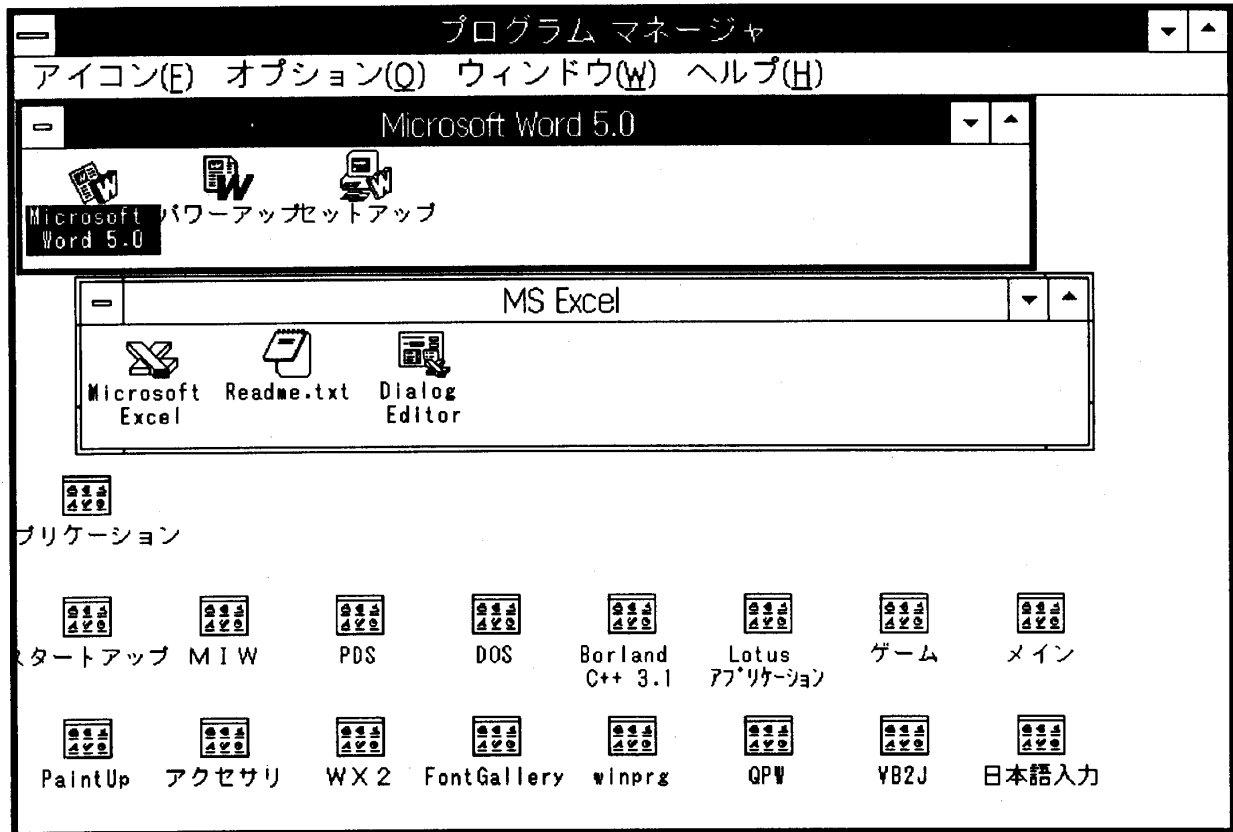 プログラム マネージャ
アイコン(F) オプション(O) ウィンドウ(W) ヘルプ(H)
Microsoft Word 5.0
Microsoft
Word 5.0
パワーアップ
セットアップ
MS Excel
Microsoft
Excel
Readme.txt
Dialog
Editor
プリケーション
スタートアップ
ＭＩＷ
PDS
DOS
Borland
C++ 3.1
Lotus
ｱﾌﾟﾘｹｰｼｮﾝ
ゲーム
メイン
PaintUp
アクセサリ
ＷＸ２
FontGallery
winprg
QPW
VB2J
日本語入力